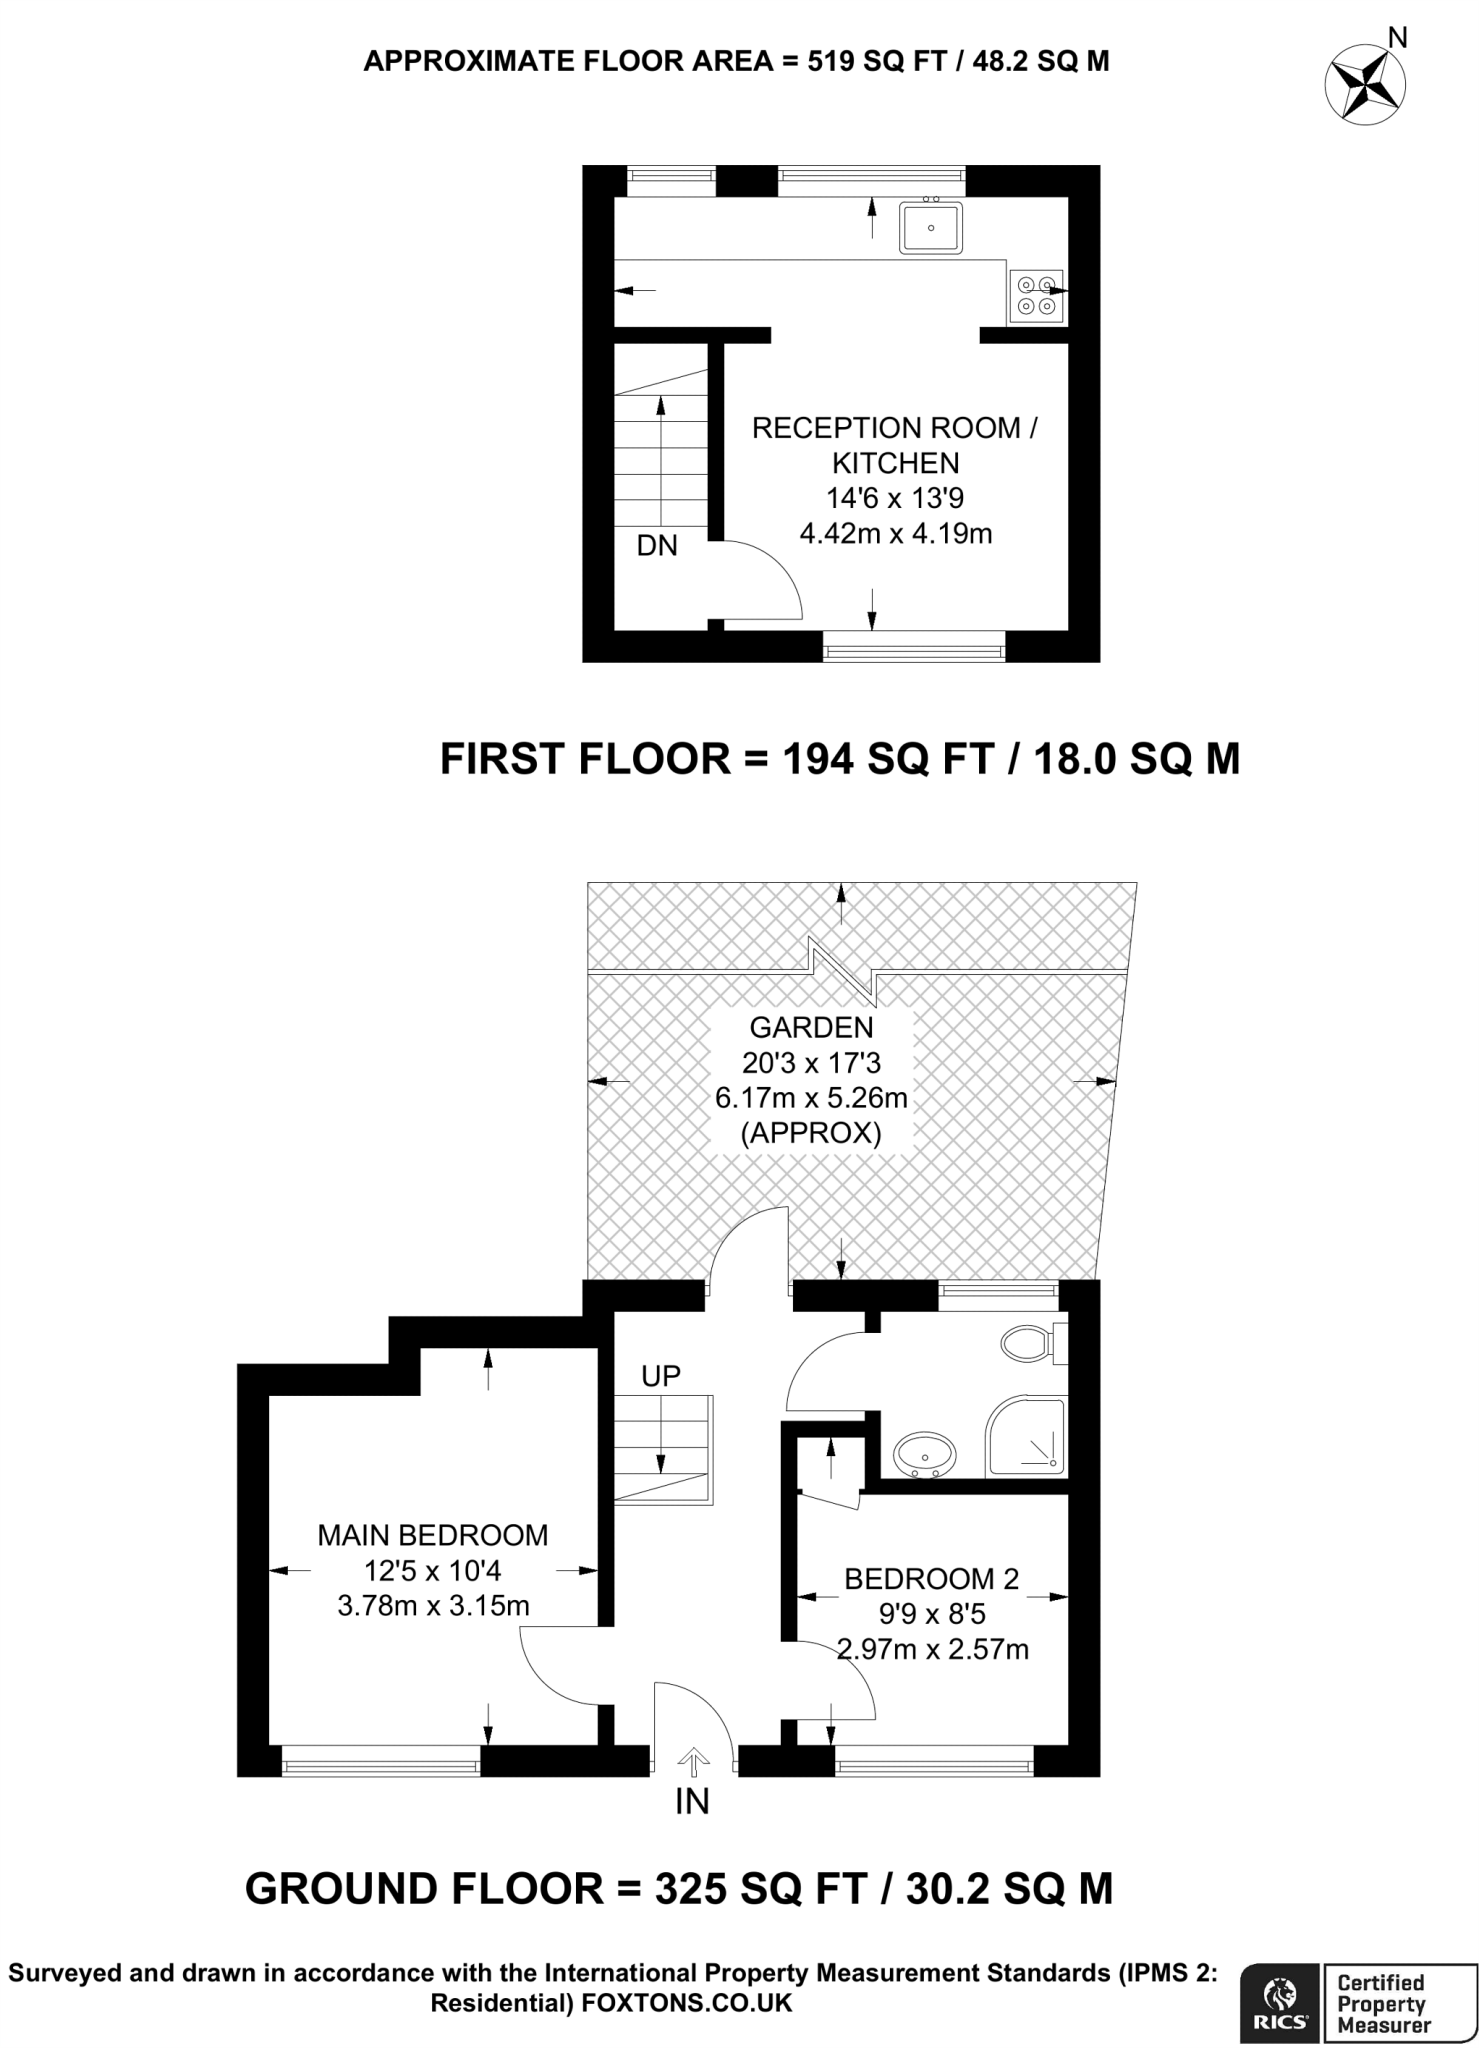 APPROXIMATE FLOOR AREA = 519 SQ FT / 48.2 SQ M
N
RECEPTION ROOM /
KITCHEN
14'6 x 13'9
4.42m x 4.19m
DN
FIRST FLOOR = 194 SQ FT / 18.0 SQ M
GARDEN
20'3 x 17'3
6.17m x 5.26m
(APPROX)
UP
MAIN BEDROOM
12'5 x 10'4
3.78m x 3.15m
BEDROOM 2
9'9 x 8'5
2.97m x 2.57m
IN
GROUND FLOOR = 325 SQ FT / 30.2 SQ M
Surveyed and drawn in accordance with the International Property Measurement Standards (IPMS 2:
Residential) FOXTONS.CO.UK
RICS
Certified
Property
Measurer